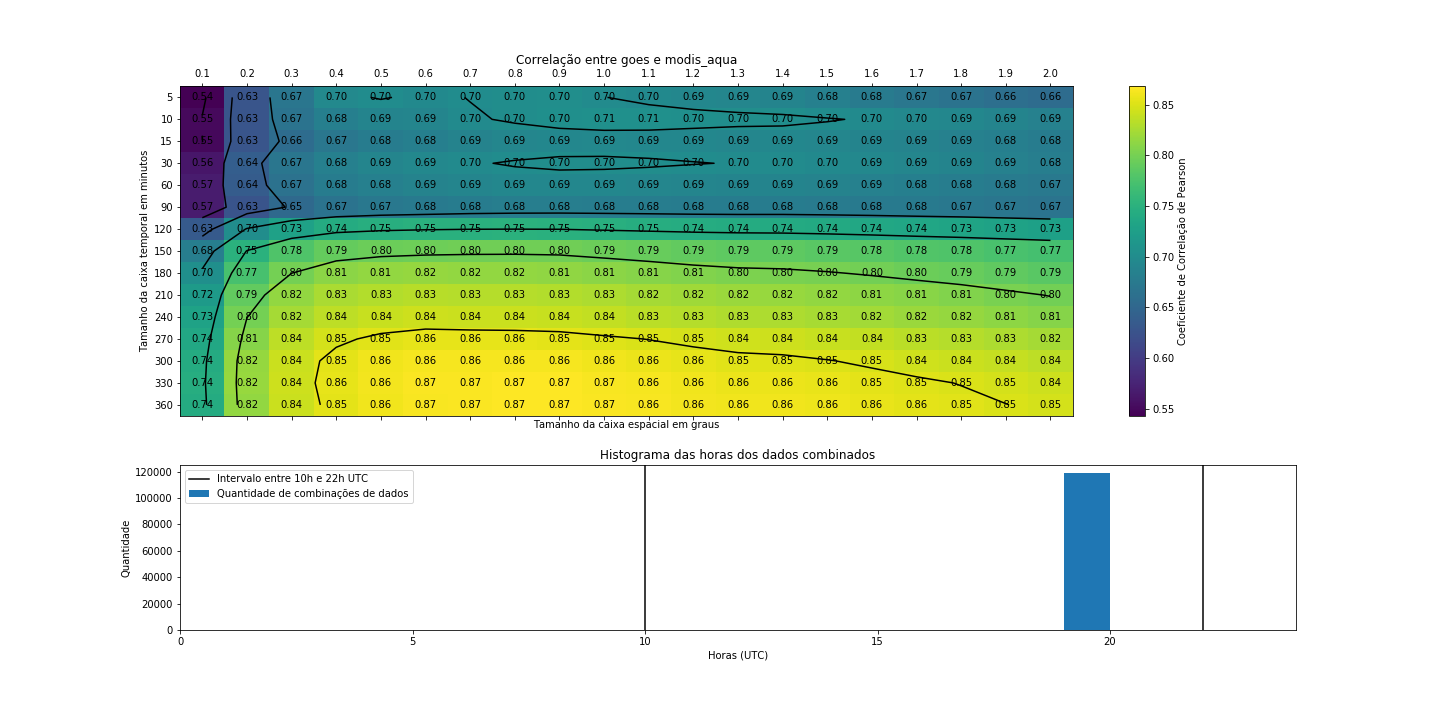 Correlação entre goes e modis_aqua
0.1 0.2 0.3 0.4 0.5 0.6 0.7 0.8 0.9 1.0 1.1 1.2 1.3 1.4 1.5 1.6 1.7 1.8 1.9 2.0
5 0.54 0.63 0.67 0.70 0.70 0.70 0.70 0.70 0.70 0.70 0.70 0.69 0.69 0.69 0.68 0.68 0.67 0.67 0.66 0.66
10 0.55 0.63 0.67 0.68 0.69 0.69 0.70 0.70 0.70 0.71 0.71 0.70 0.70 0.70 0.70 0.70 0.70 0.69 0.69 0.69
15 0.55 0.63 0.66 0.67 0.68 0.68 0.69 0.69 0.69 0.69 0.69 0.69 0.69 0.69 0.69 0.69 0.69 0.69 0.68 0.68
30 0.56 0.64 0.67 0.68 0.69 0.69 0.70 0.70 0.70 0.70 0.70 0.70 0.70 0.70 0.70 0.69 0.69 0.69 0.69 0.68
60 0.57 0.64 0.67 0.68 0.68 0.69 0.69 0.69 0.69 0.69 0.69 0.69 0.69 0.69 0.69 0.69 0.68 0.68 0.68 0.67
90 0.57 0.63 0.65 0.67 0.67 0.68 0.68 0.68 0.68 0.68 0.68 0.68 0.68 0.68 0.68 0.68 0.68 0.67 0.67 0.67
120 0.63 0.70 0.73 0.74 0.75 0.75 0.75 0.75 0.75 0.75 0.75 0.74 0.74 0.74 0.74 0.74 0.74 0.73 0.73 0.73
150 0.68 0.75 0.78 0.79 0.80 0.80 0.80 0.80 0.80 0.79 0.79 0.79 0.79 0.79 0.79 0.78 0.78 0.78 0.77 0.77
180 0.70 0.77 0.80 0.81 0.81 0.82 0.82 0.82 0.81 0.81 0.81 0.81 0.80 0.80 0.80 0.80 0.80 0.79 0.79 0.79
210 0.72 0.79 0.82 0.83 0.83 0.83 0.83 0.83 0.83 0.83 0.82 0.82 0.82 0.82 0.82 0.81 0.81 0.81 0.80 0.80
240 0.73 0.80 0.82 0.84 0.84 0.84 0.84 0.84 0.84 0.84 0.83 0.83 0.83 0.83 0.83 0.82 0.82 0.82 0.81 0.81
270 0.74 0.81 0.84 0.85 0.85 0.86 0.86 0.86 0.86 0.85 0.85 0.85 0.84 0.84 0.84 0.84 0.83 0.83 0.83 0.82
300 0.74 0.82 0.84 0.85 0.86 0.86 0.86 0.86 0.86 0.86 0.86 0.86 0.85 0.85 0.85 0.85 0.84 0.84 0.84 0.84
330 0.74 0.82 0.84 0.86 0.86 0.87 0.87 0.87 0.87 0.87 0.86 0.86 0.86 0.86 0.86 0.85 0.85 0.85 0.85 0.84
360 0.74 0.82 0.84 0.85 0.86 0.87 0.87 0.87 0.87 0.87 0.86 0.86 0.86 0.86 0.86 0.86 0.86 0.85 0.85 0.85
Tamanho da caixa temporal em minutos
Tamanho da caixa espacial em graus
0.85
0.80
0.75
0.70
0.65
0.60
0.55
Coeficiente de Correlação de Pearson
Histograma das horas dos dados combinados
Intervalo entre 10h e 22h UTC
Quantidade de combinações de dados
120000
100000
80000
60000
40000
20000
0
Quantidade
0 5 10 15 20
Horas (UTC)